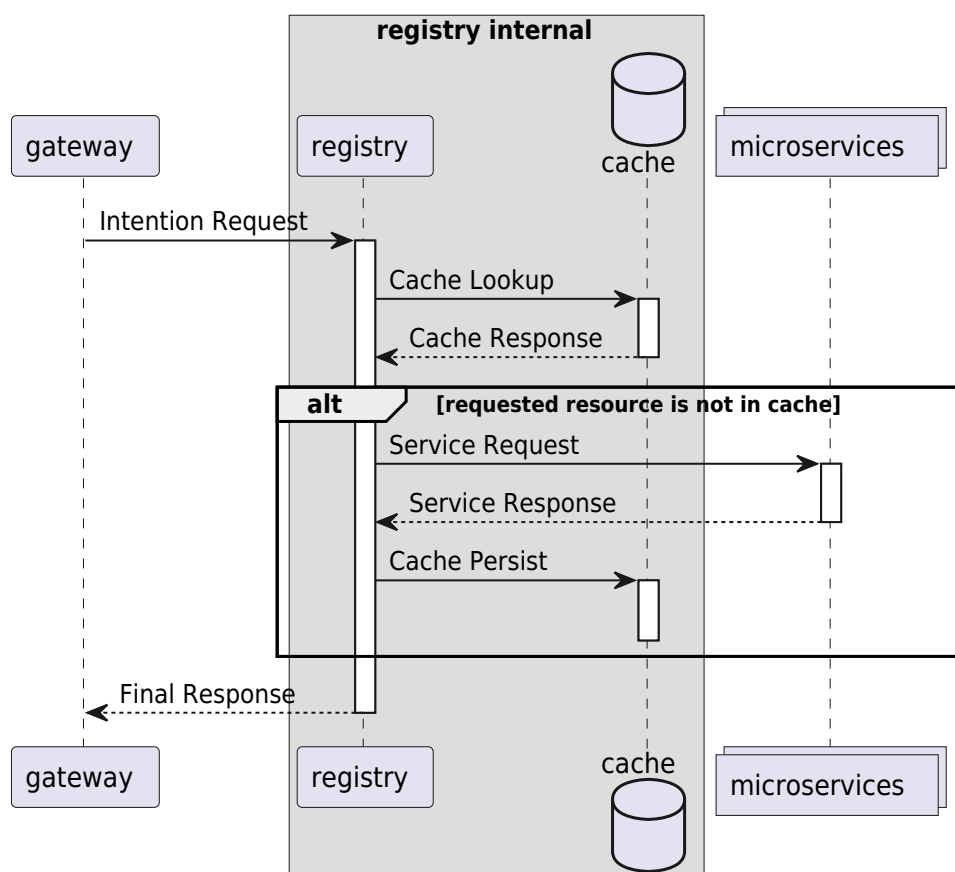 registry internal
gateway
registry
cache
microservices
Intention Request
Cache Lookup
Cache Response
alt
[requested resource is not in cache]
Service Request
Service Response
Cache Persist
Final Response
gateway
registry
cache
microservices